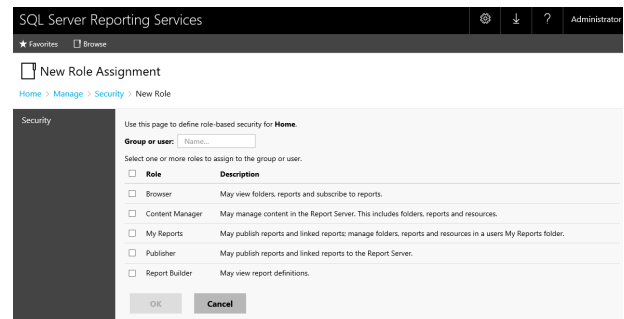 SQL Server Reporting Services
? Administrator
★ Favorites Browse
New Role Assignment
Home > Manage > Security > New Role
Security
Use this page to define role-based security for Home.
Group or user: Name...
Select one or more roles to assign to the group or user.
Role Description
Browser May view folders, reports and subscribe to reports.
Content Manager May manage content in the Report Server. This includes folders, reports and resources.
My Reports May publish reports and linked reports; manage folders, reports and resources in a users My Reports folder.
Publisher May publish reports and linked reports to the Report Server.
Report Builder May view report definitions.
OK Cancel